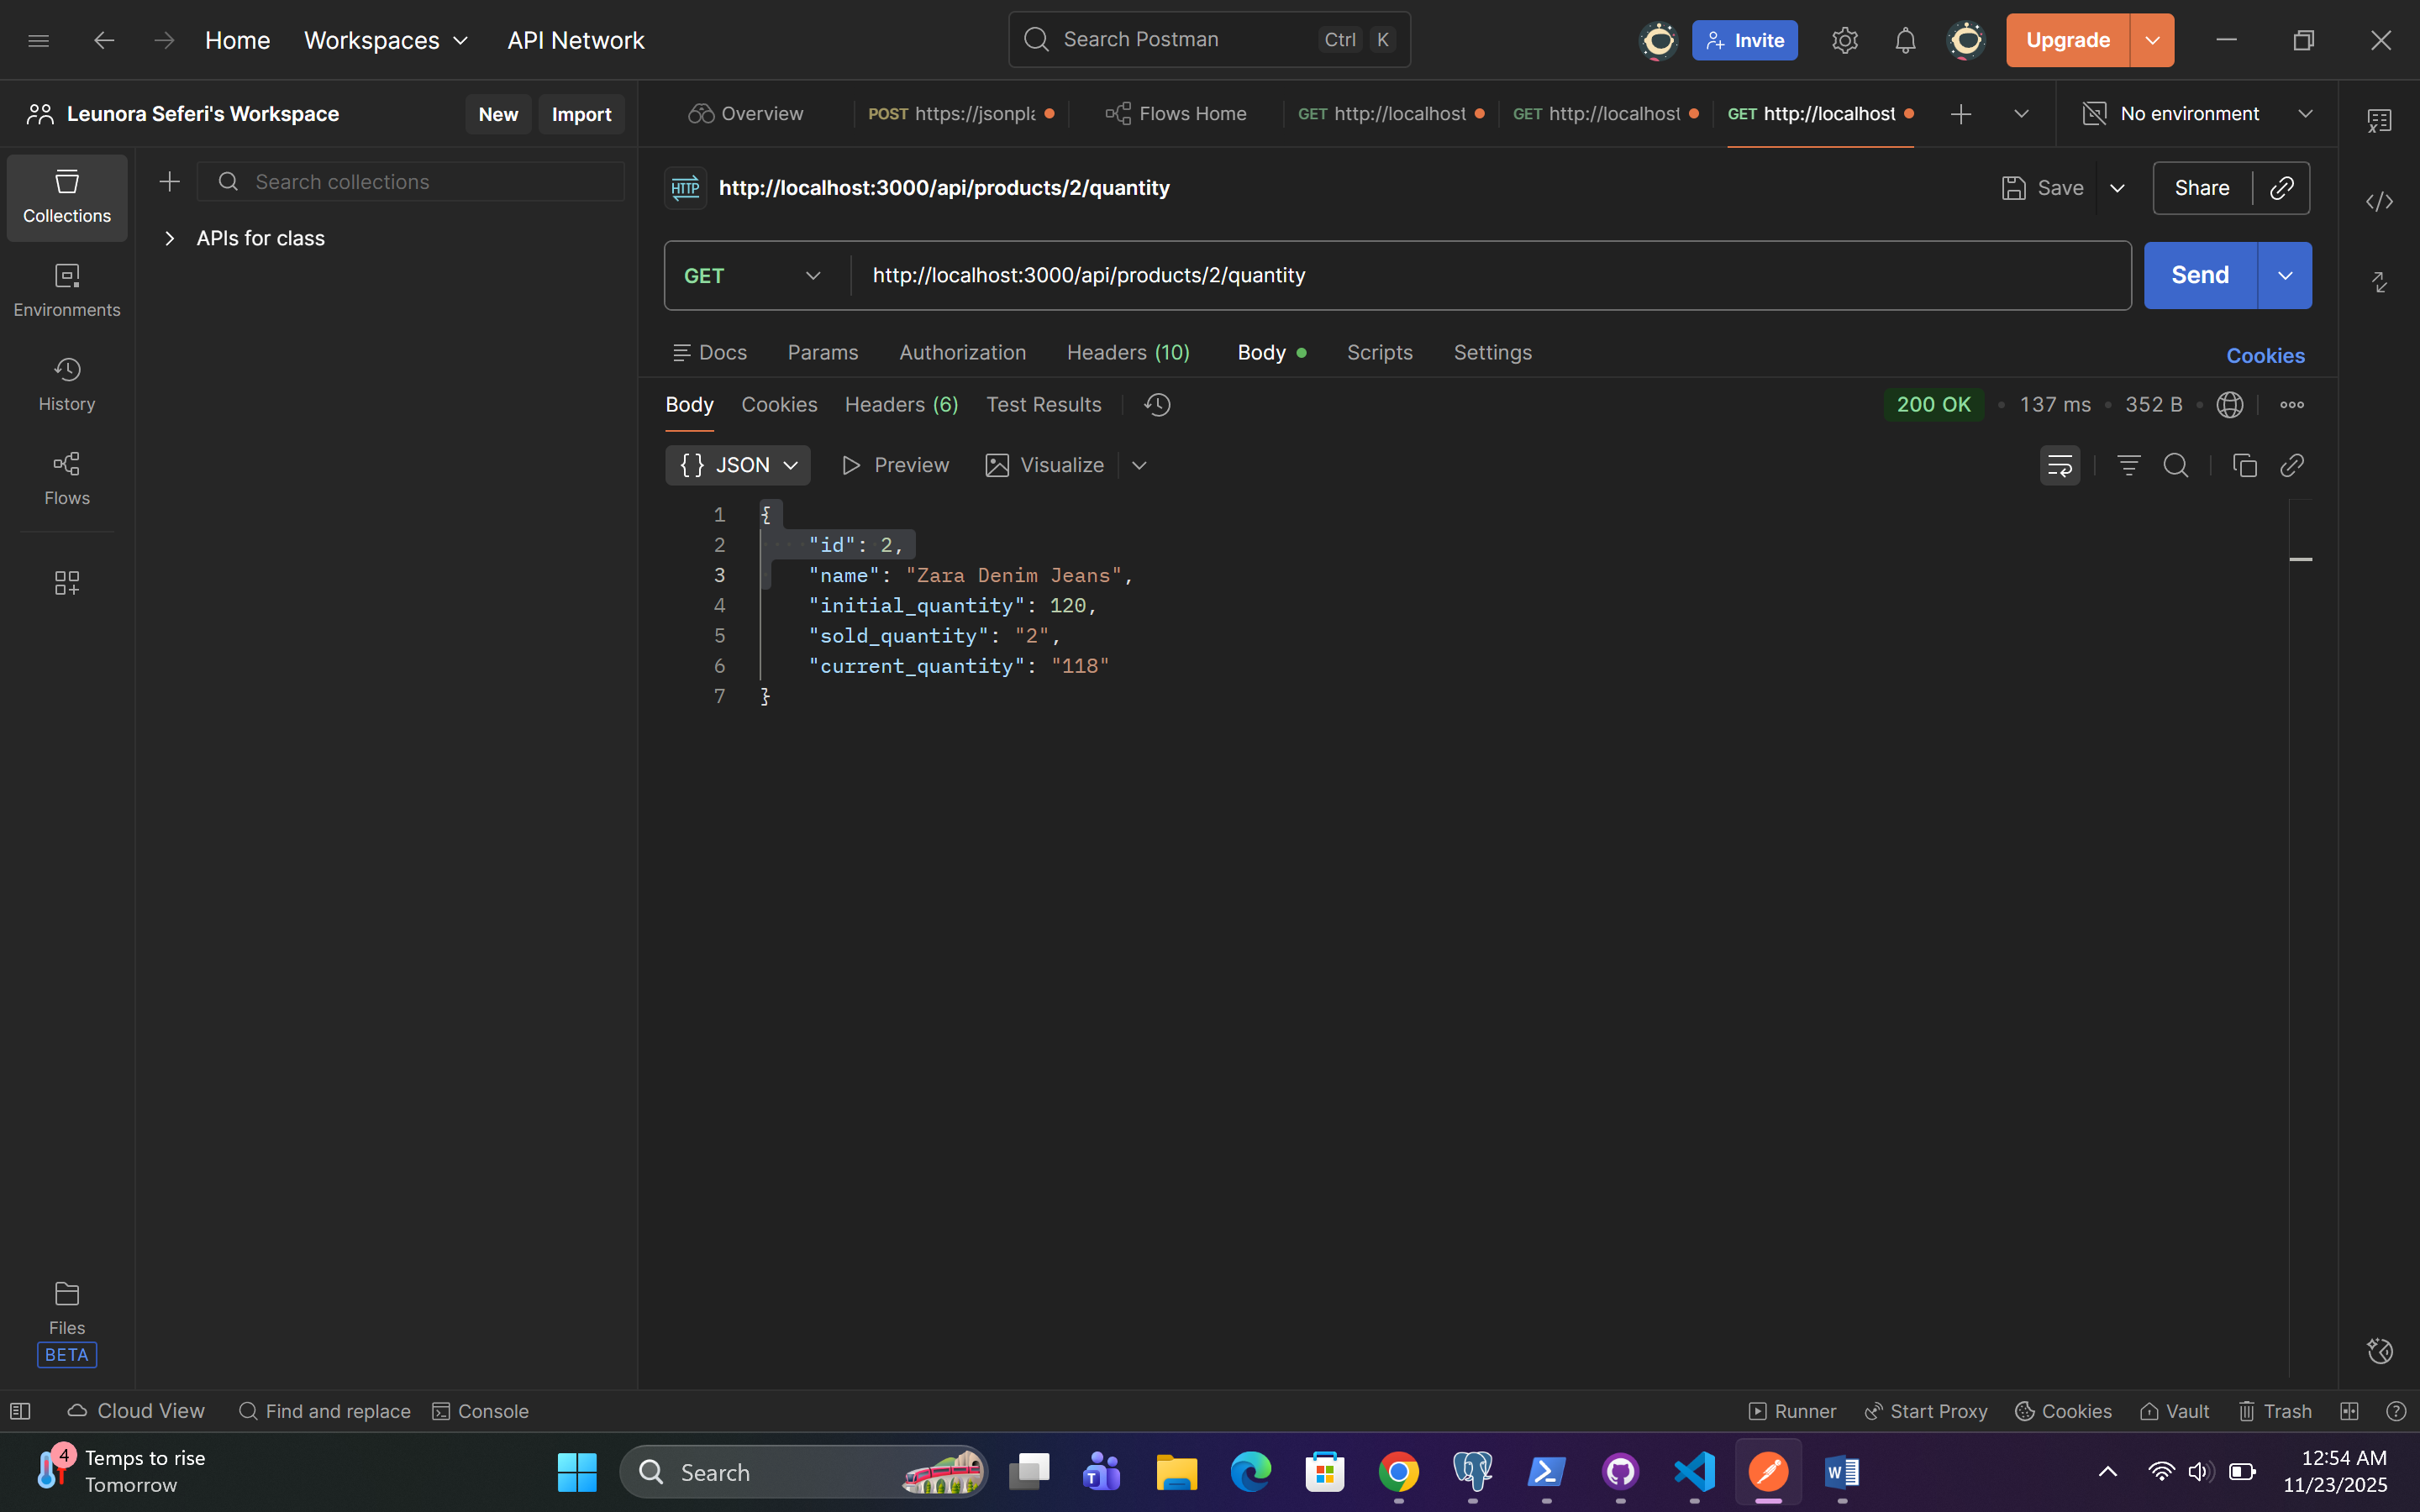 Home
Workspaces
API Network
Search Postman
Ctrl K
Invite
Upgrade
Leunora Seferi's Workspace
New
Import
Overview
POST https://jsonpla
Flows Home
GET http://localhost
GET http://localhost
GET http://localhost
No environment
Collections
Environments
History
Flows
Files
BETA
Search collections
APIs for class
HTTP
http://localhost:3000/api/products/2/quantity
Save
Share
GET
http://localhost:3000/api/products/2/quantity
Send
Docs
Params
Authorization
Headers (10)
Body
Scripts
Settings
Cookies
Body
Cookies
Headers (6)
Test Results
200 OK
137 ms
352 B
{} JSON
Preview
Visualize
1 {
2 "id": 2,
3 "name": "Zara Denim Jeans",
4 "initial_quantity": 120,
5 "sold_quantity": "2",
6 "current_quantity": "118"
7 }
Cloud View
Find and replace
Console
Runner
Start Proxy
Cookies
Vault
Trash
4
Temps to rise
Tomorrow
Search
T
W
12:54 AM
11/23/2025